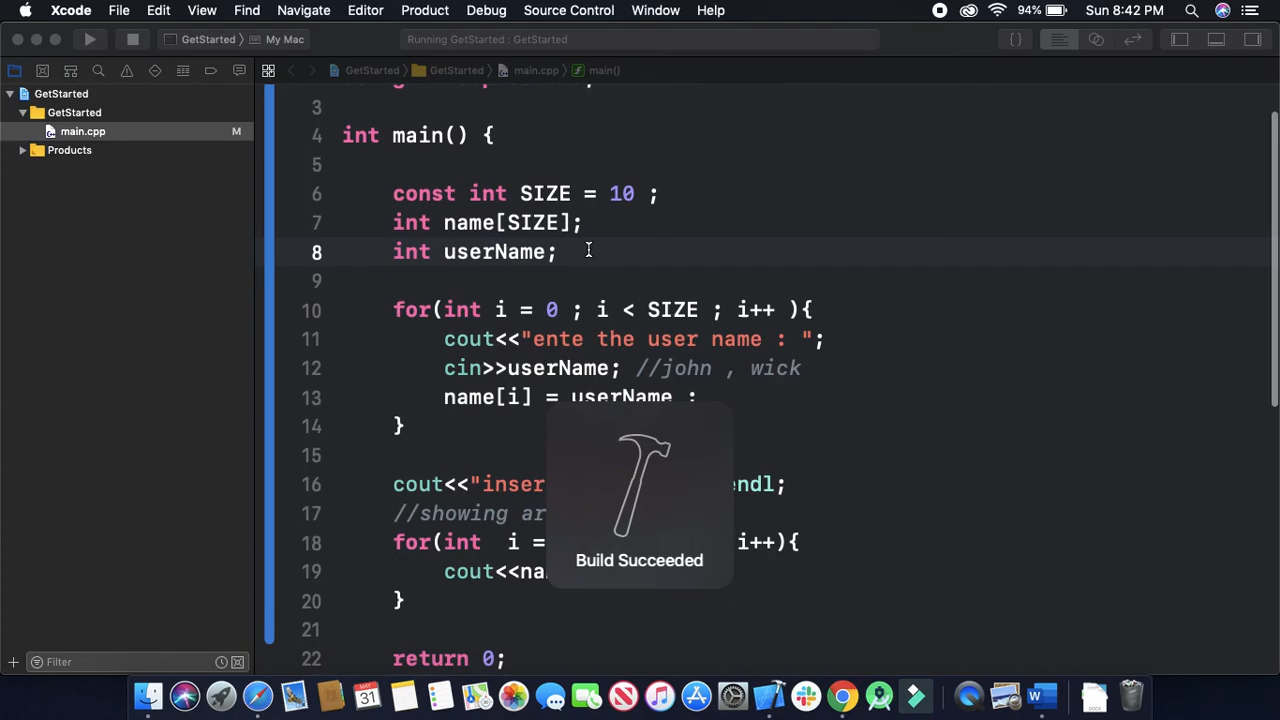 Xcode File Edit View Find Navigate Editor Product Debug Source Control Window Help 94% Sun 8:42 PM
GetStarted My Mac Running GetStarted : GetStarted
GetStarted GetStarted main.cpp main()
GetStarted
GetStarted
main.cpp M
Products
3
4 int main() {
5
6 const int SIZE = 10 ;
7 int name[SIZE];
8 int userName;
9
10 for(int i = 0 ; i < SIZE ; i++ ){
11 cout<<"ente the user name : ";
12 cin>>userName; //john , wick
13 name[i] = userName ;
14 }
15
16 cout<<"inser endl;
17 //showing ar
18 for(int i = i++){
19 cout<<na
20 }
21
22 return 0;
Build Succeeded
Filter